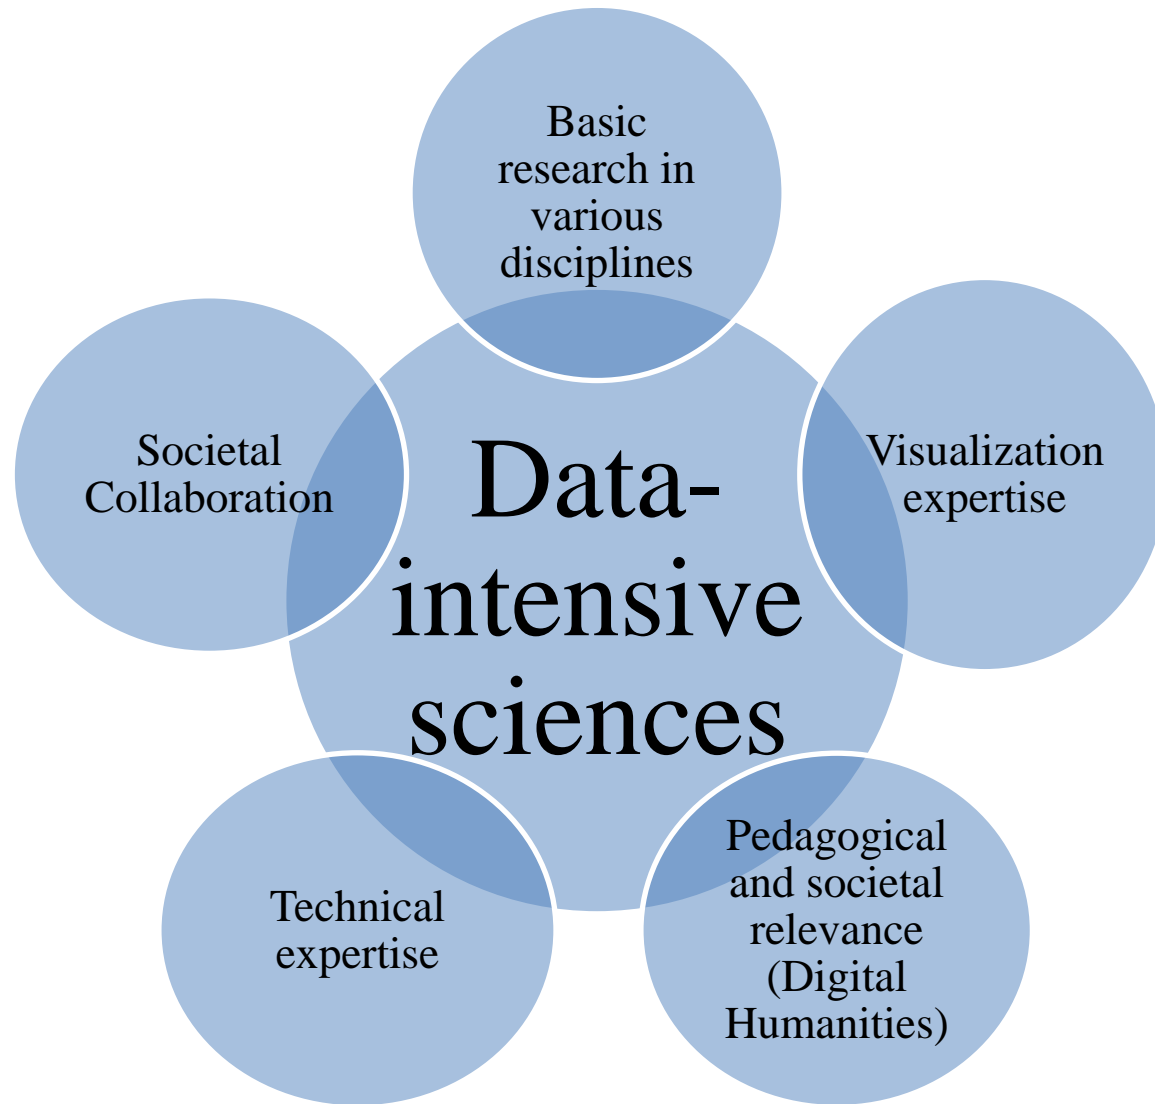 Basic
research in
various
disciplines
Societal
Collaboration
Data-
intensive
sciences
Visualization
expertise
Technical
expertise
Pedagogical
and societal
relevance
(Digital
Humanities)